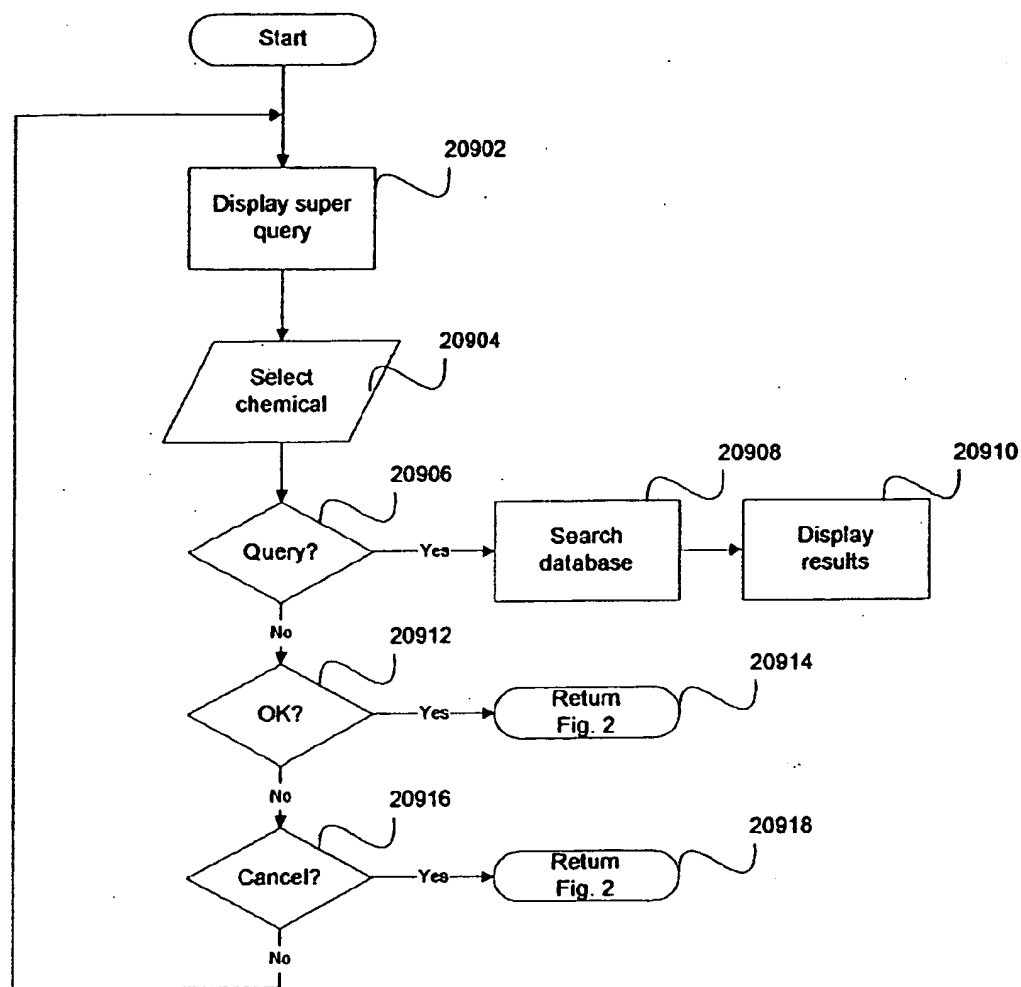 Start
20902
Display super
query
20904
Select
chemical
20906
20908
20910
Query?
Yes
Search
database
Display
results
No
20912
20914
OK?
Yes
Return
Fig. 2
No
20916
20918
Cancel?
Yes
Return
Fig. 2
No